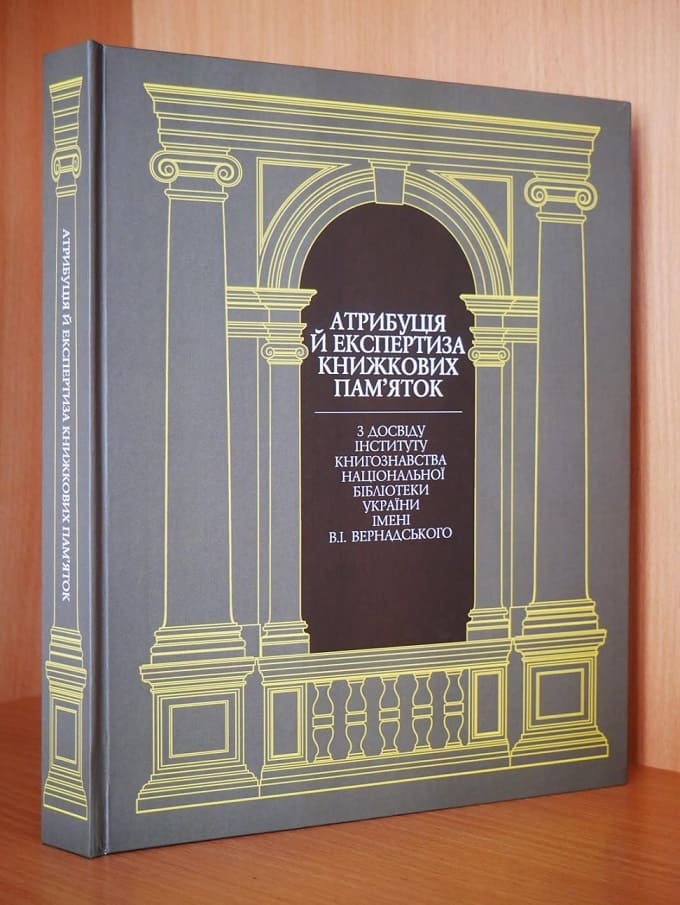 АТРИБУЦІЯ Й ЕКСПЕРТИЗА КНИЖКОВИХ ПАМ'ЯТОК
АТРИБУЦІЯ
Й ЕКСПЕРТИЗА
КНИЖКОВИХ
ПАМ'ЯТОК
З ДОСВІДУ
ІНСТИТУТУ
КНИГОЗНАВСТВА
НАЦІОНАЛЬНОЇ
БІБЛІОТЕКИ
УКРАЇНИ
ІМЕНІ
В.І. ВЕРНАДСЬКОГО